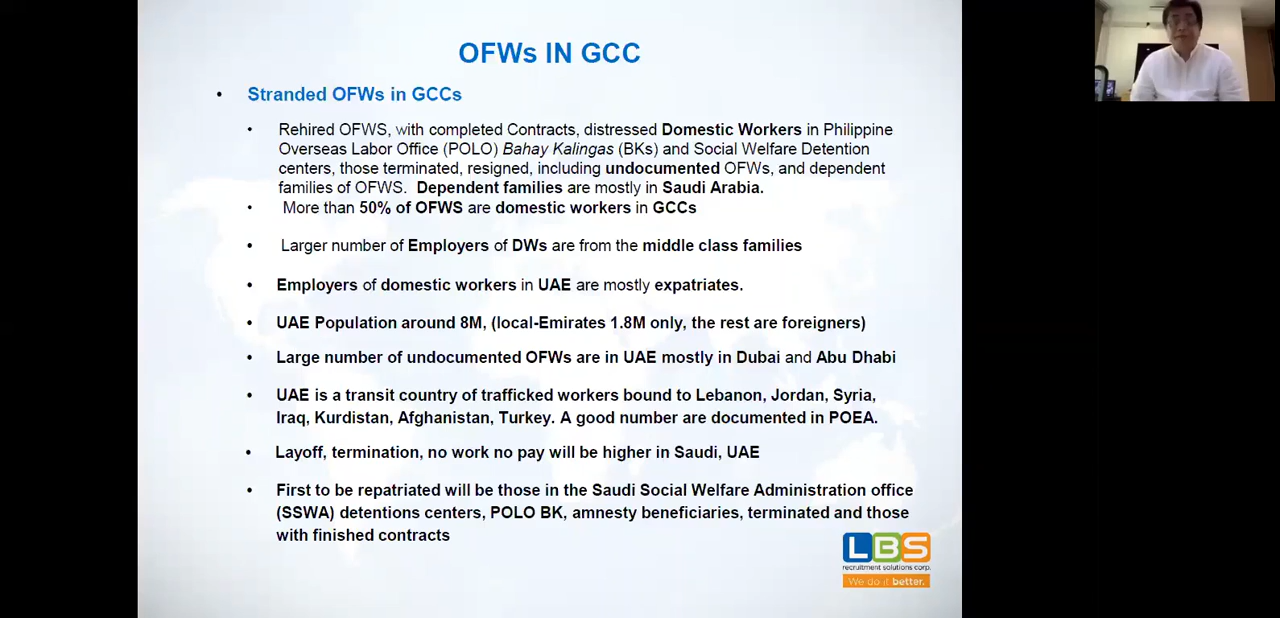 OFWs IN GCC
• Stranded OFWs in GCCs
• Rehired OFWS, with completed Contracts, distressed Domestic Workers in Philippine
Overseas Labor Office (POLO) Bahay Kalingas (BKs) and Social Welfare Detention
centers, those terminated, resigned, including undocumented OFWs, and dependent
families of OFWS. Dependent families are mostly in Saudi Arabia.
• More than 50% of OFWS are domestic workers in GCCs
• Larger number of Employers of DWs are from the middle class families
• Employers of domestic workers in UAE are mostly expatriates.
• UAE Population around 8M, (local-Emirates 1.8M only, the rest are foreigners)
• Large number of undocumented OFWs are in UAE mostly in Dubai and Abu Dhabi
• UAE is a transit country of trafficked workers bound to Lebanon, Jordan, Syria,
Iraq, Kurdistan, Afghanistan, Turkey. A good number are documented in POEA.
• Layoff, termination, no work no pay will be higher in Saudi, UAE
• First to be repatriated will be those in the Saudi Social Welfare Administration office
(SSWA) detentions centers, POLO BK, amnesty beneficiaries, terminated and those
with finished contracts
LBS
recruitment solutions corp.
We do it better.